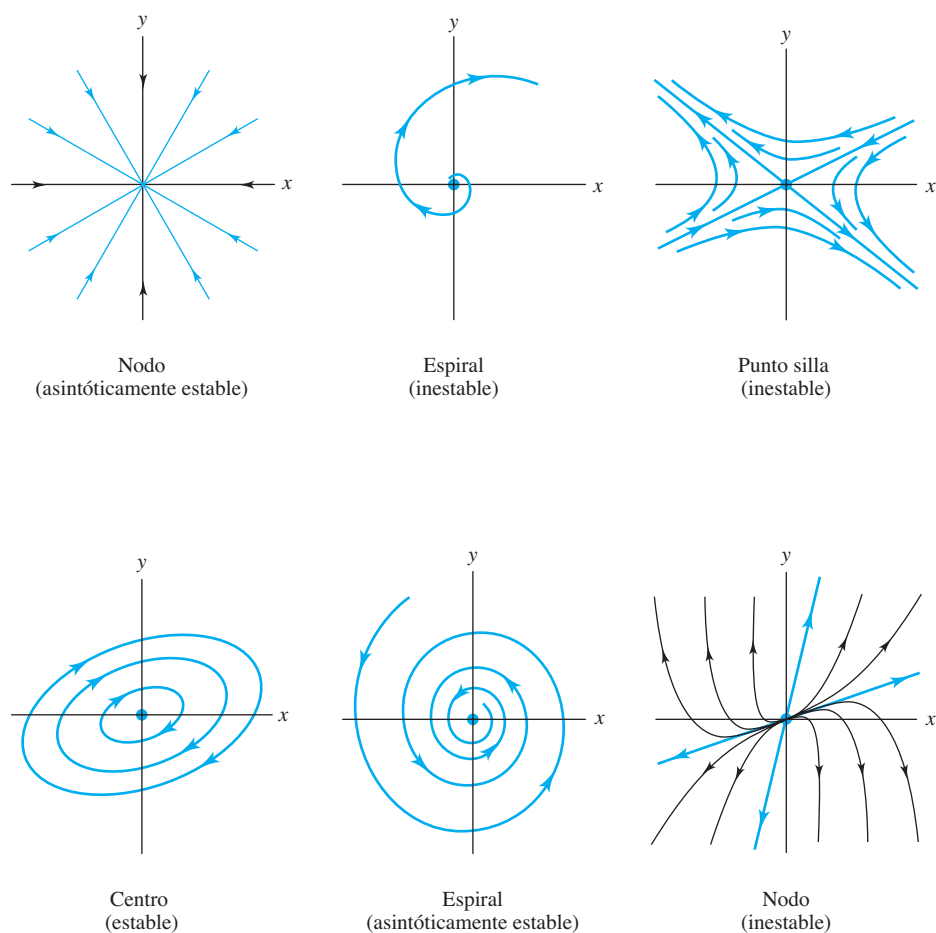 y
x
Nodo
(asintóticamente estable)
y
x
Espiral
(inestable)
y
x
Punto silla
(inestable)
y
x
Centro
(estable)
y
x
Espiral
(asintóticamente estable)
y
x
Nodo
(inestable)